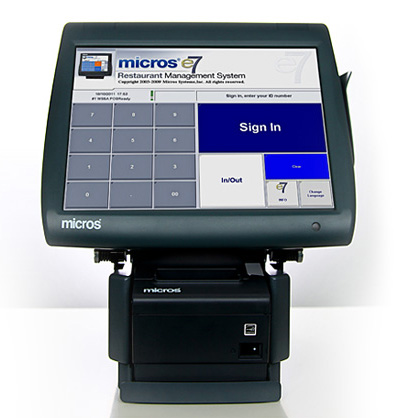 micros e7
Restaurant Management System
Copyright 2003-2009 Micros Systems, Inc. All rights reserved.
Sign in, enter your ID number
7 8 9
4 5 6
1 2 3
0 . 00
Sign In
In/Out
Clear
e7
INFO
Change
Language
micros
micros